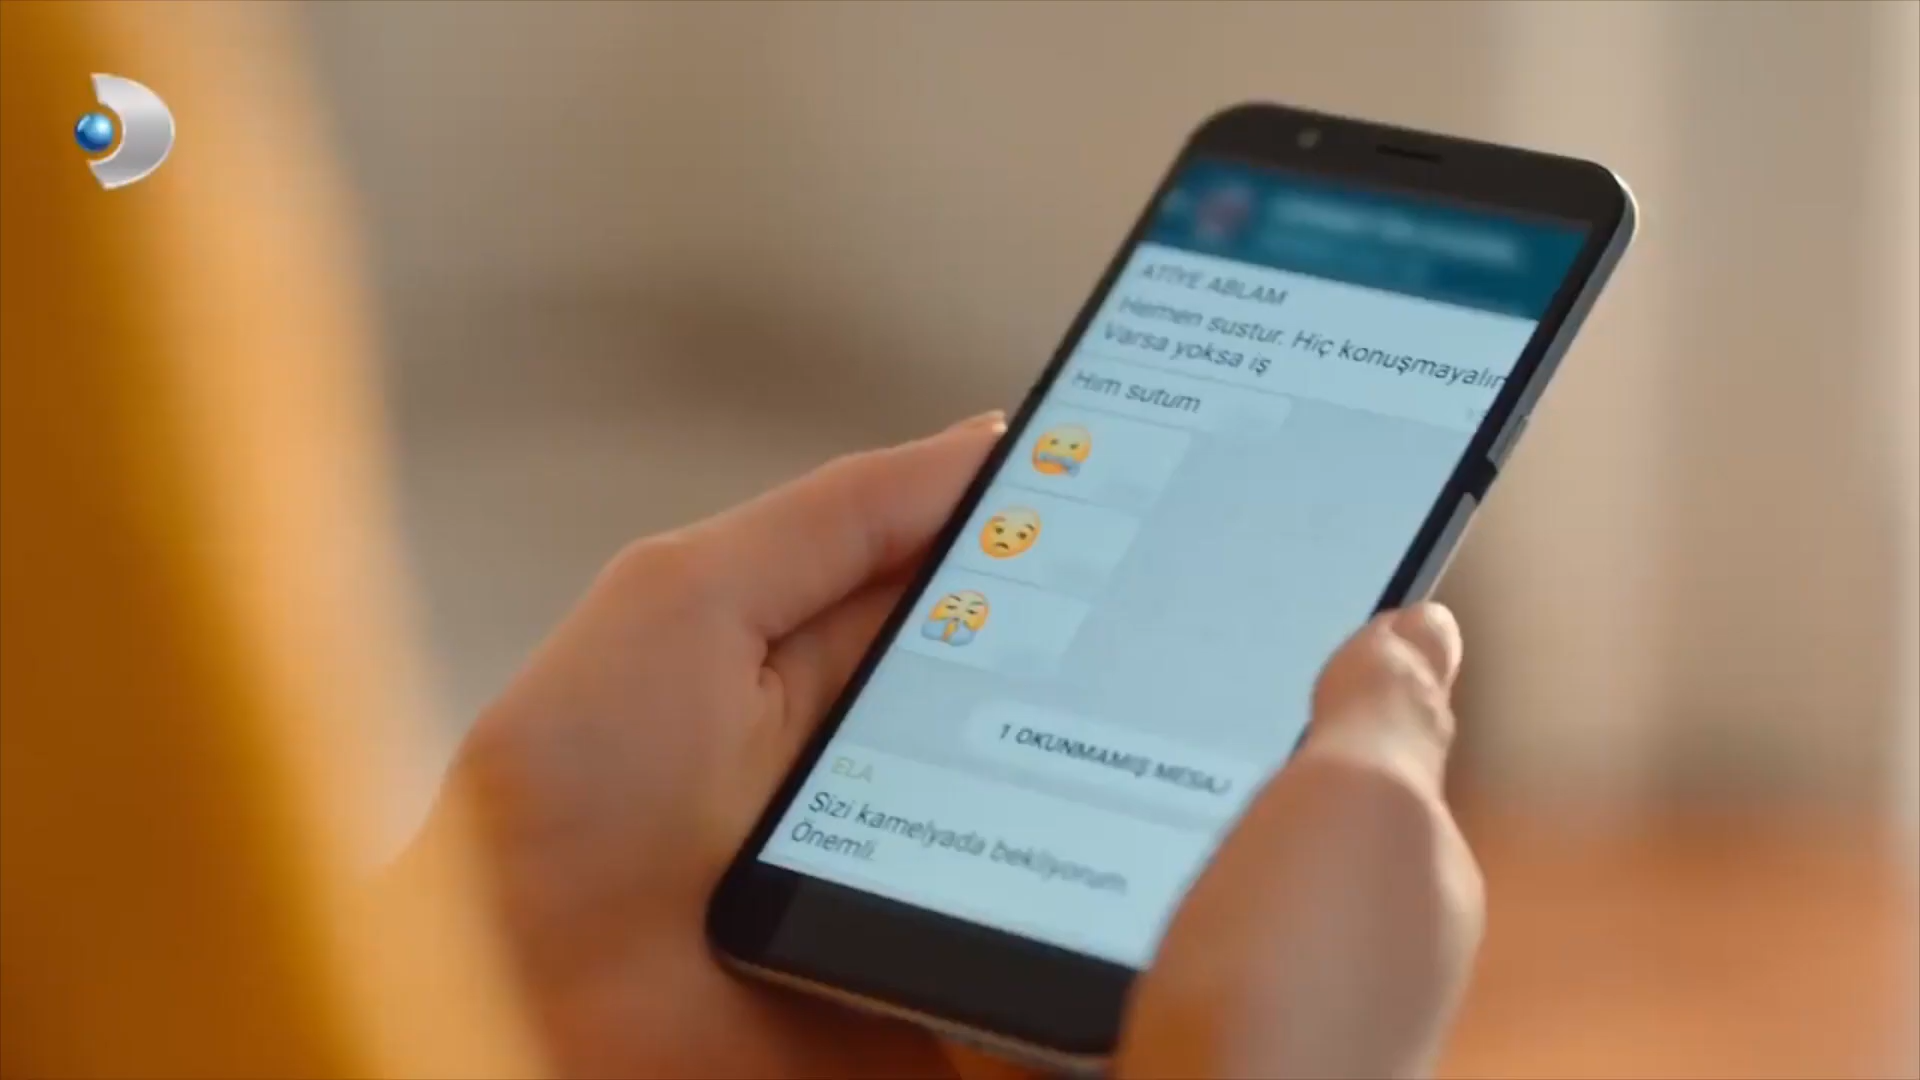 ATİYE ABLAM
Hemen sustur. Hiç konuşmayalım
Varsa yoksa iş
Him sutum
1 OKUNMAMIŞ MESAJ
ELA
Sizi kamelyada bekliyorum
Önemli.